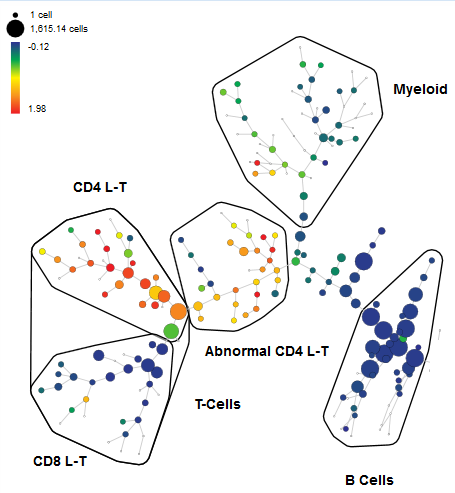 1 cell
1,615.14 cells
-0.12
1.98
Myeloid
CD4 L-T
Abnormal CD4 L-T
T-Cells
CD8 L-T
B Cells